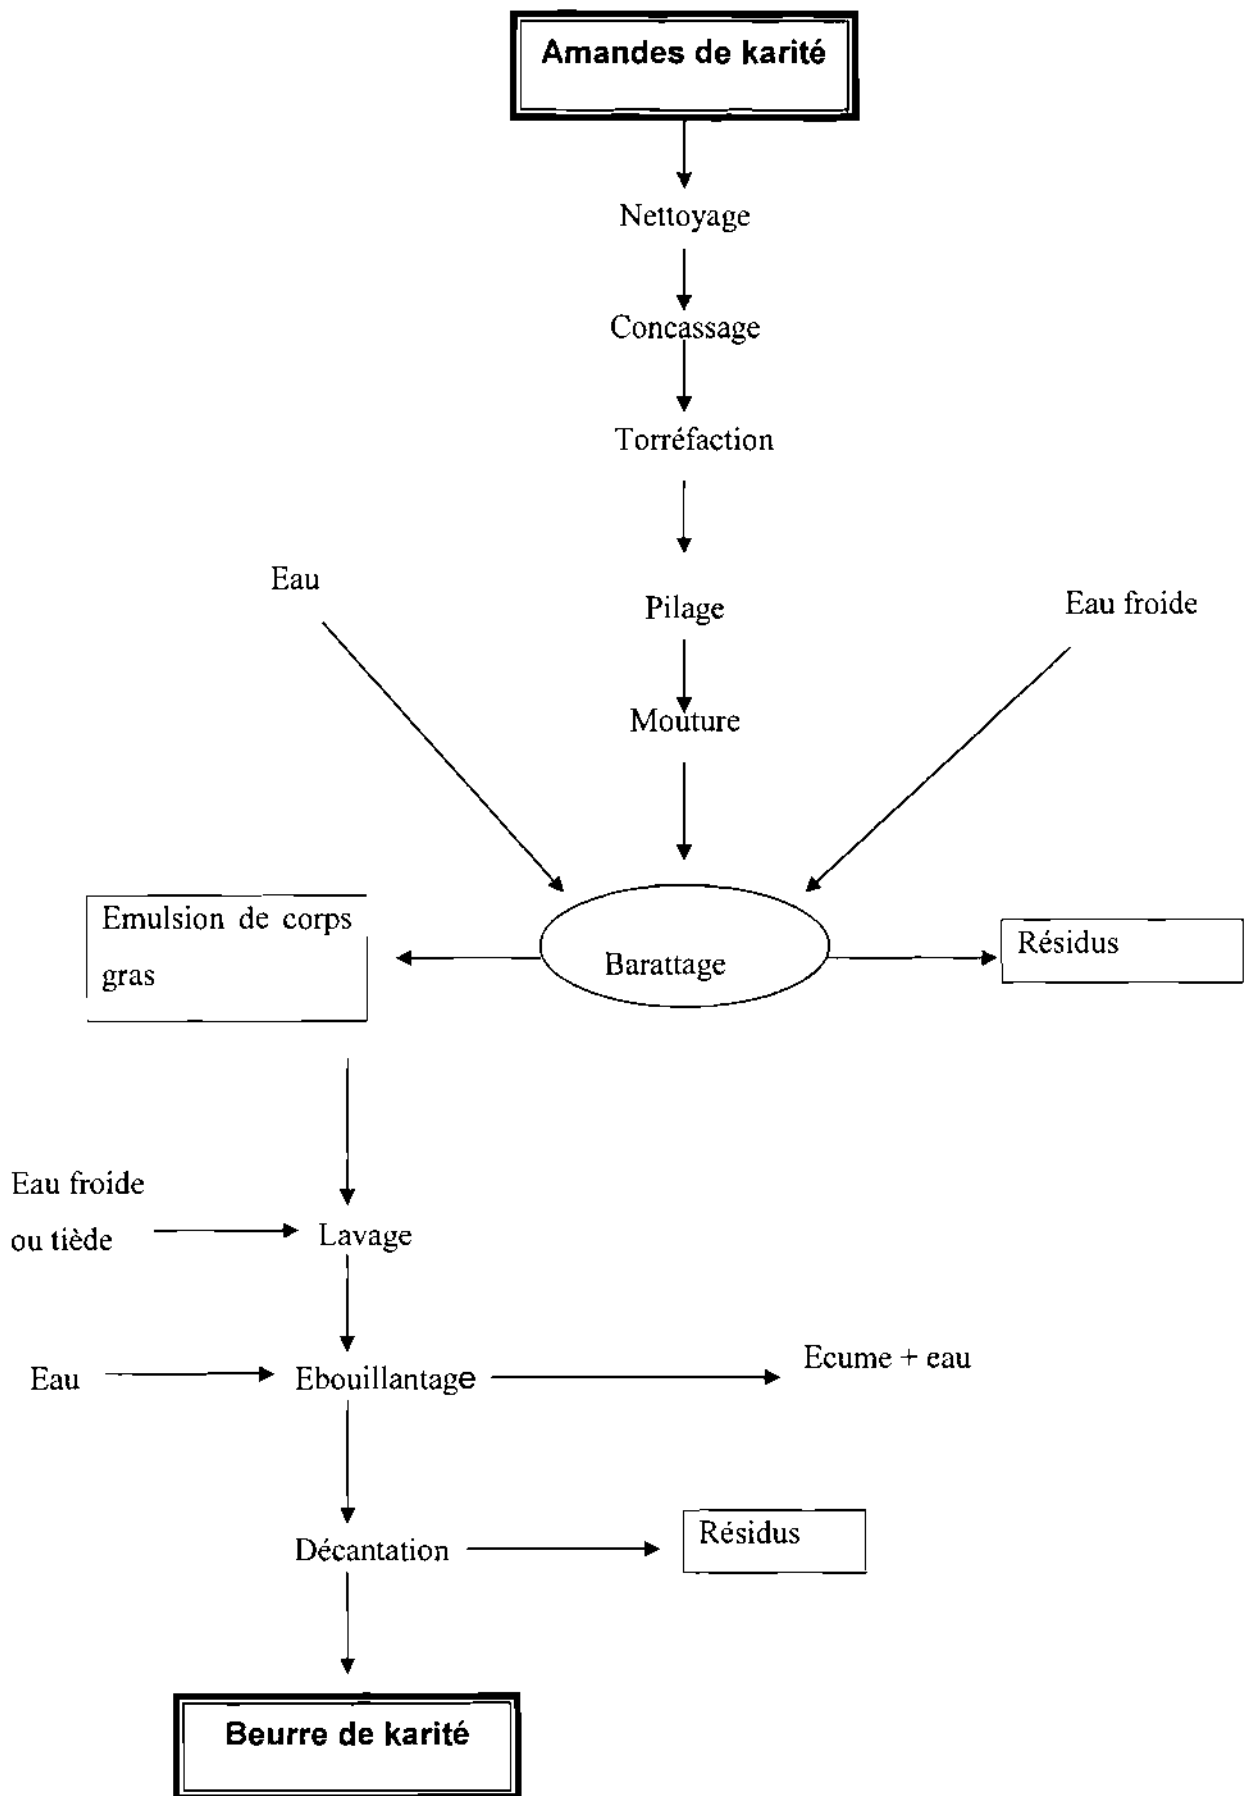 Amandes de karité
Nettoyage
Concassage
Torréfaction
Eau
Pilage
Eau froide
Mouture
Emulsion de corps
gras
Barattage
Résidus
Eau froide
ou tiède
Lavage
Eau
Ebouillantage
Ecume + eau
Décantation
Résidus
Beurre de karité